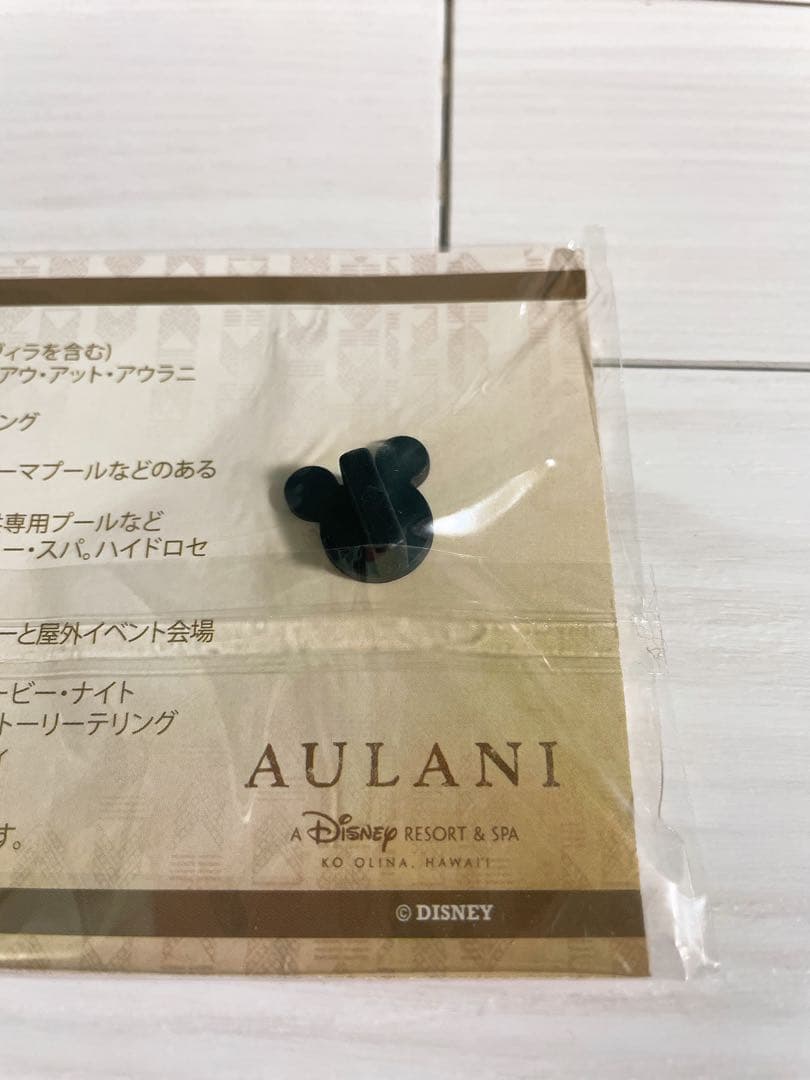 ヴィラを含む)
アウ・アット・アウラニ
ング
ーマプールなどのある
専用プールなど
ー・スパ。ハイドロセ
ーと屋外イベント会場
ービー・ナイト
トーリーテリング
す。
AULANI
A Disney RESORT & SPA
KO OLINA, HAWAI'I
© DISNEY